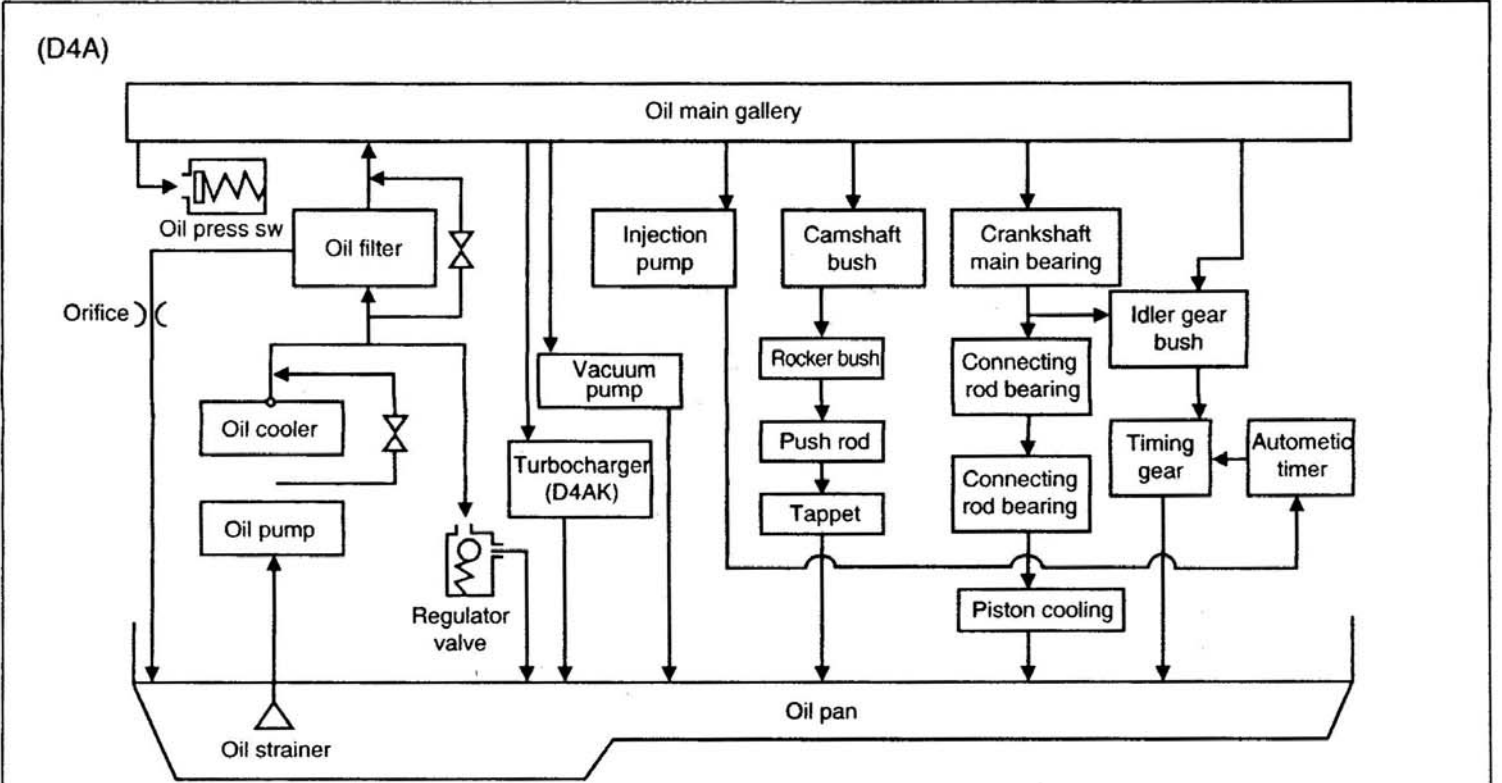 (D4A)
Oil main gallery
Oil press sw
Oil filter
Injection
pump
Camshaft
bush
Crankshaft
main bearing
Orifice
Idler gear
bush
Vacuum
pump
Rocker bush
Connecting
rod bearing
Oil cooler
Turbocharger
(D4AK)
Push rod
Timing
gear
Autometic
timer
Connecting
rod bearing
Tappet
Oil pump
Regulator
valve
Piston cooling
Oil pan
Oil strainer